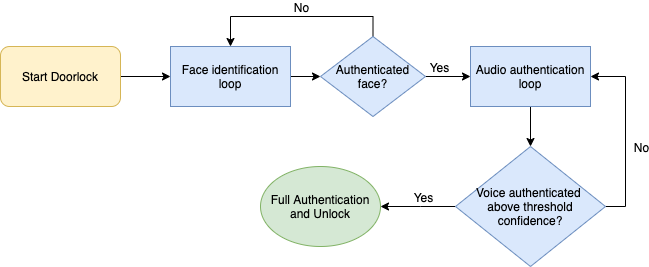 No
Start Doorlock
Face identification
loop
Authenticated
face?
Yes
Audio authentication
loop
No
Voice authenticated
above threshold
confidence?
Yes
Full Authentication
and Unlock